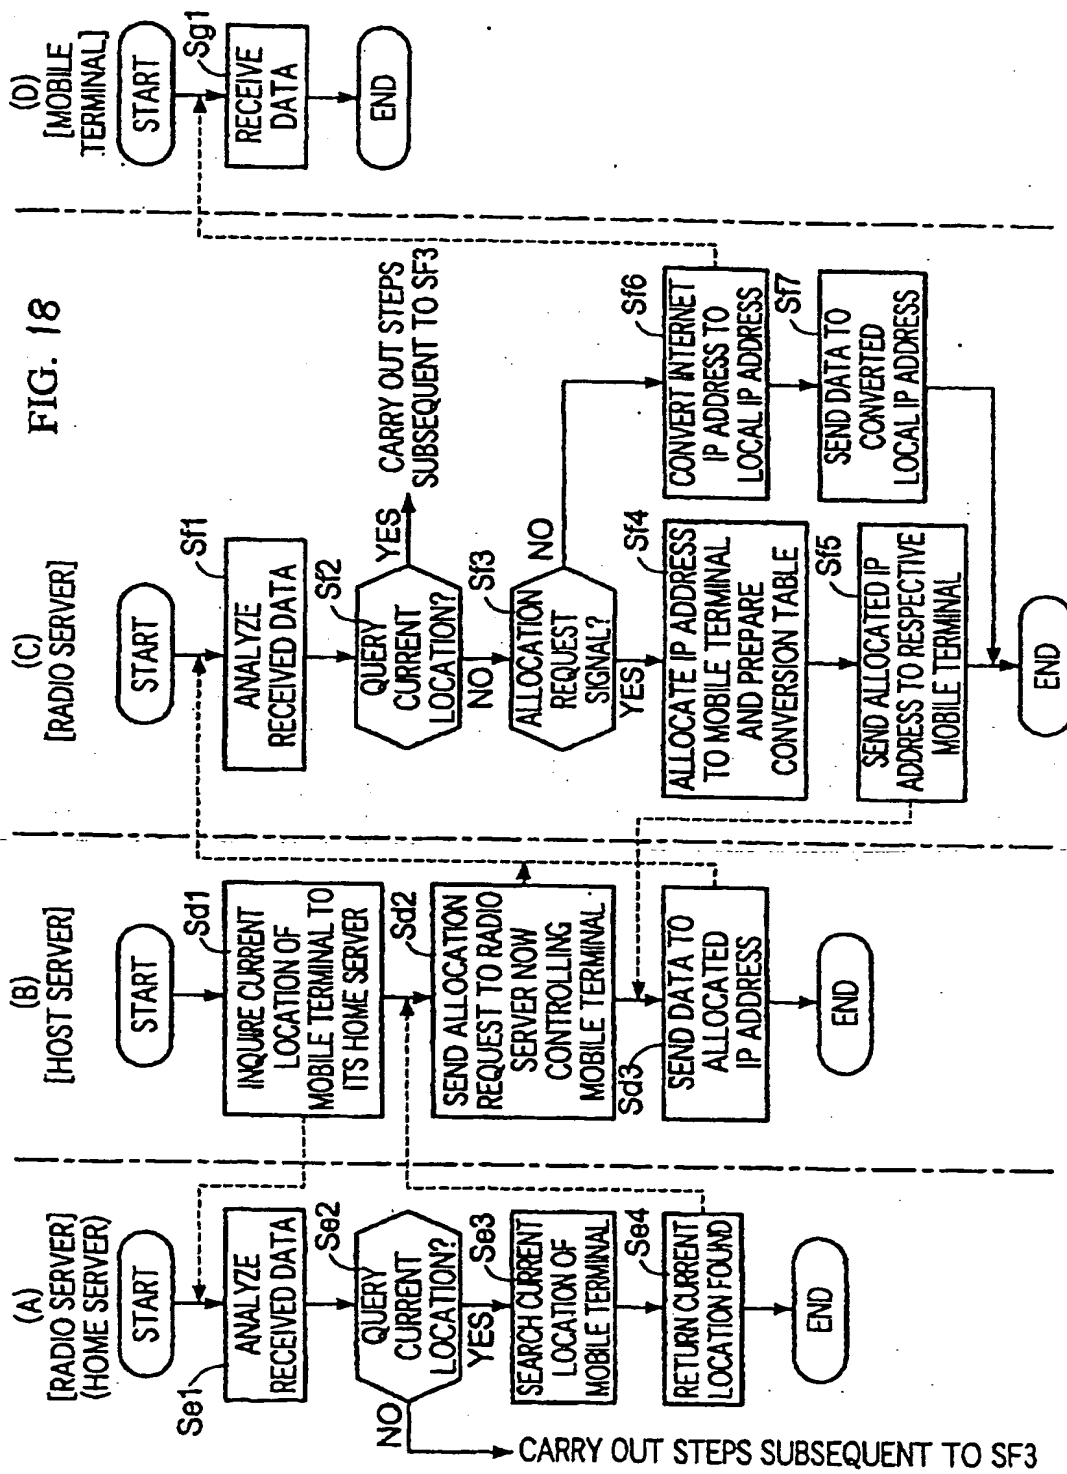 FIG. 18
(A)
[RADIO SERVER]
(HOME SERVER)
START
Se1
ANALYZE
RECEIVED DATA
Se2
QUERY
CURRENT
LOCATION?
NO
CARRY OUT STEPS SUBSEQUENT TO SF3
YES
Se3
SEARCH CURRENT
LOCATION OF
MOBILE TERMINAL
Se4
RETURN CURRENT
LOCATION FOUND
END
(B)
[HOST SERVER]
START
Sd1
INQUIRE CURRENT
LOCATION OF
MOBILE TERMINAL TO
ITS HOME SERVER
Sd2
SEND ALLOCATION
REQUEST TO RADIO
SERVER NOW
CONTROLLING
MOBILE TERMINAL
Sd3
SEND DATA TO
ALLOCATED
IP ADDRESS
END
(C)
[RADIO SERVER]
START
Sf1
ANALYZE
RECEIVED DATA
Sf2
QUERY
CURRENT
LOCATION?
YES
CARRY OUT STEPS
SUBSEQUENT TO SF3
NO
Sf3
ALLOCATION
REQUEST
SIGNAL?
NO
YES
Sf4
ALLOCATE IP ADDRESS
TO MOBILE TERMINAL
AND PREPARE
CONVERSION TABLE
Sf5
SEND ALLOCATED IP
ADDRESS TO RESPECTIVE
MOBILE TERMINAL
Sf6
CONVERT INTERNET
IP ADDRESS TO
LOCAL IP ADDRESS
Sf7
SEND DATA TO
CONVERTED
LOCAL IP ADDRESS
END
(D)
[MOBILE
TERMINAL]
START
Sg1
RECEIVE
DATA
END